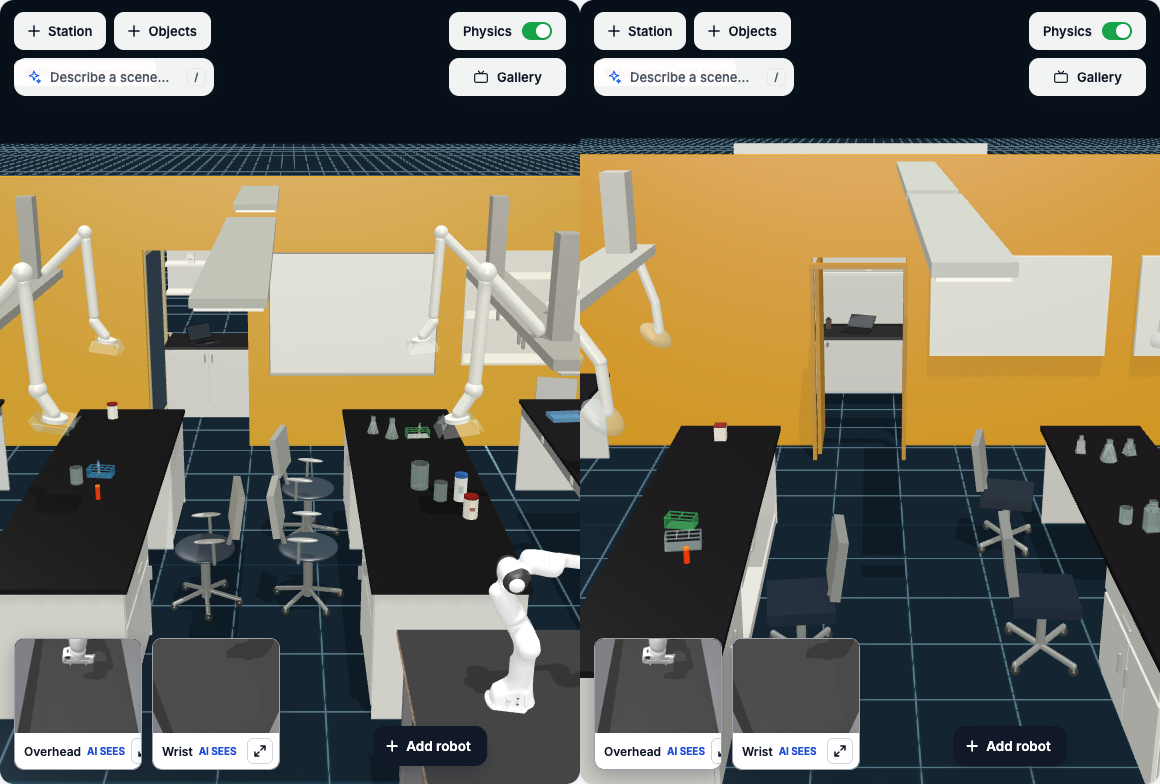 + Station
+ Objects
Physics
Describe a scene...
/
Gallery
Overhead AI SEES
Wrist AI SEES
+ Add robot
+ Station
+ Objects
Physics
Describe a scene...
/
Gallery
Overhead AI SEES
Wrist AI SEES
+ Add robot